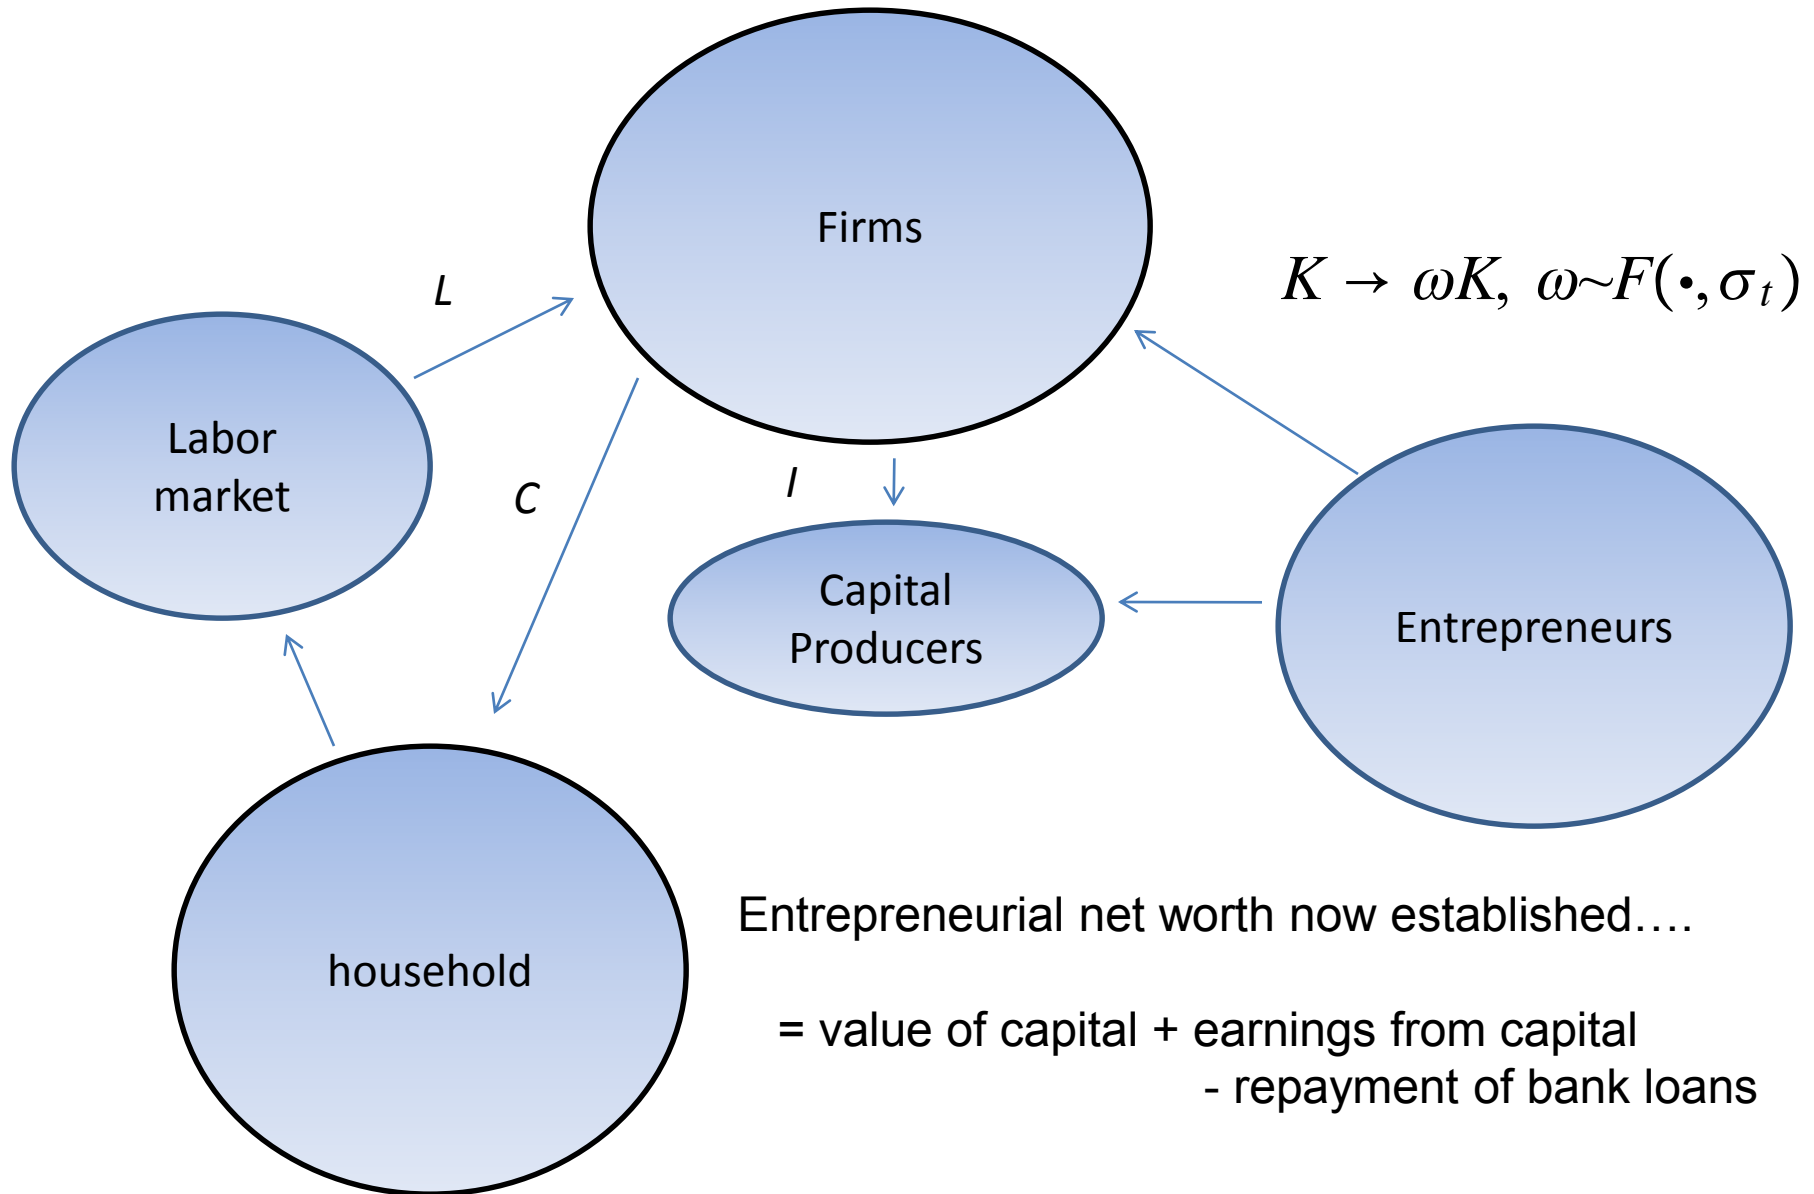 Firms
K → ωK, ω~F(•,σ_t)
L
Labor
market
C
I
Capital
Producers
Entrepreneurs
household
Entrepreneurial net worth now established….
= value of capital + earnings from capital
- repayment of bank loans